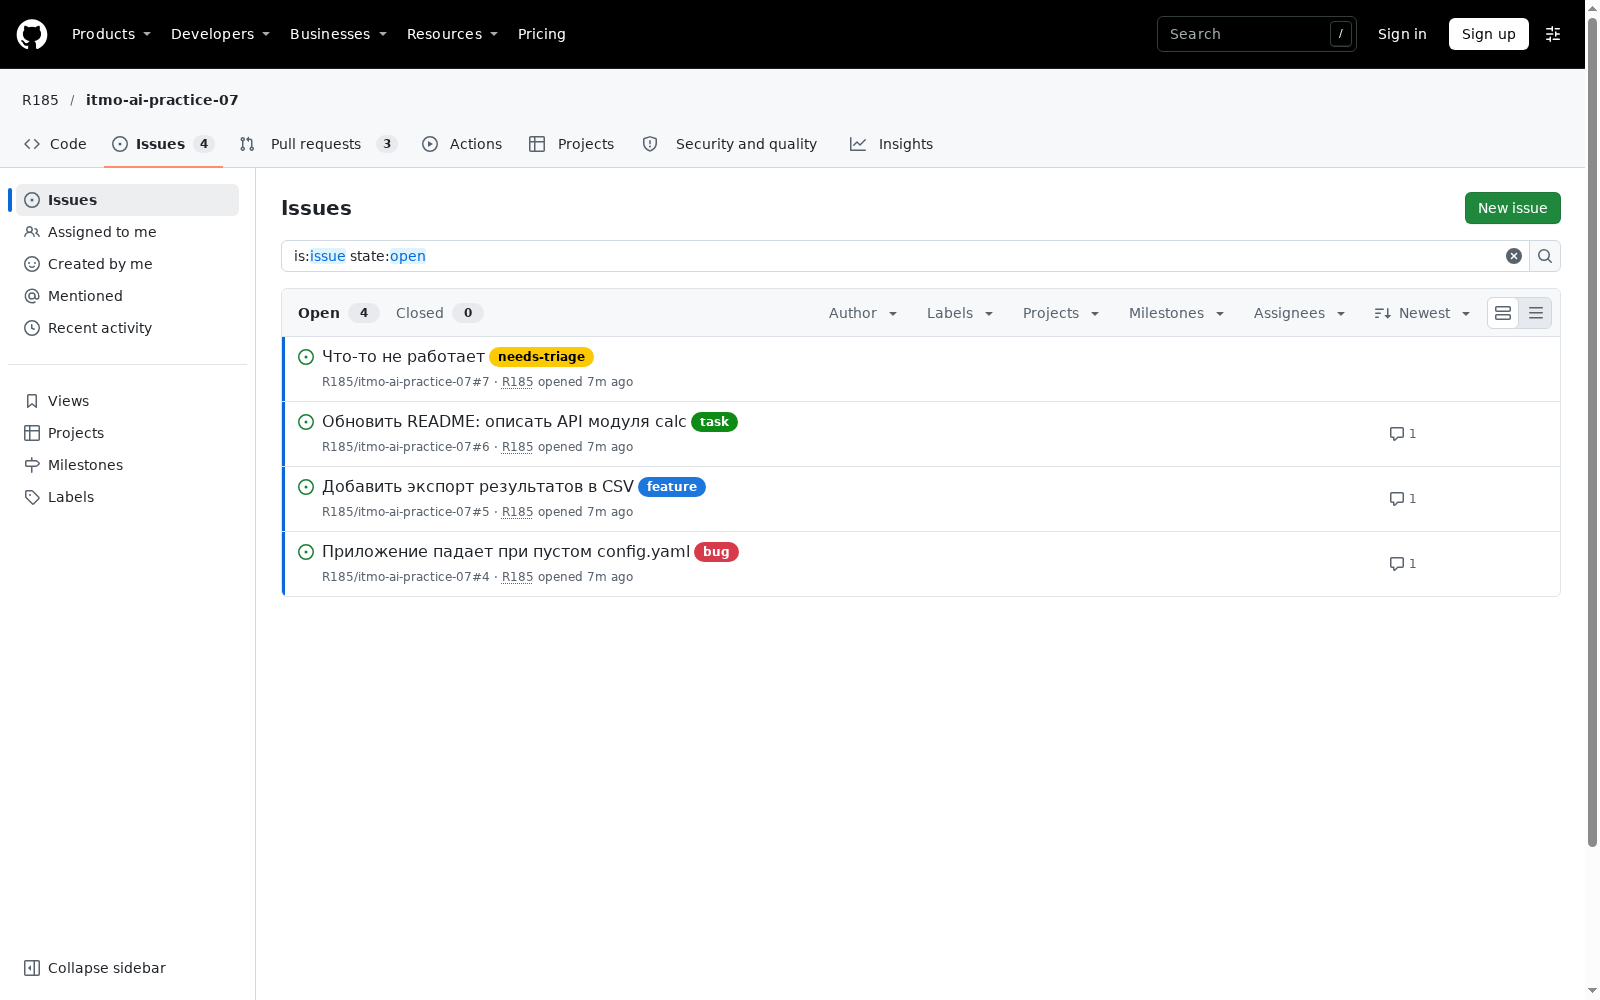 Products Developers Businesses Resources Pricing Search / Sign in Sign up
R185 / itmo-ai-practice-07
Code Issues 4 Pull requests 3 Actions Projects Security and quality Insights
Issues
Assigned to me
Created by me
Mentioned
Recent activity
Views
Projects
Milestones
Labels
Collapse sidebar
Issues New issue
is:issue state:open
Open 4 Closed 0 Author Labels Projects Milestones Assignees Newest
Что-то не работает needs-triage
R185/itmo-ai-practice-07#7 · R185 opened 7m ago
Обновить README: описать API модуля calc task
R185/itmo-ai-practice-07#6 · R185 opened 7m ago
1
Добавить экспорт результатов в CSV feature
R185/itmo-ai-practice-07#5 · R185 opened 7m ago
1
Приложение падает при пустом config.yaml bug
R185/itmo-ai-practice-07#4 · R185 opened 7m ago
1